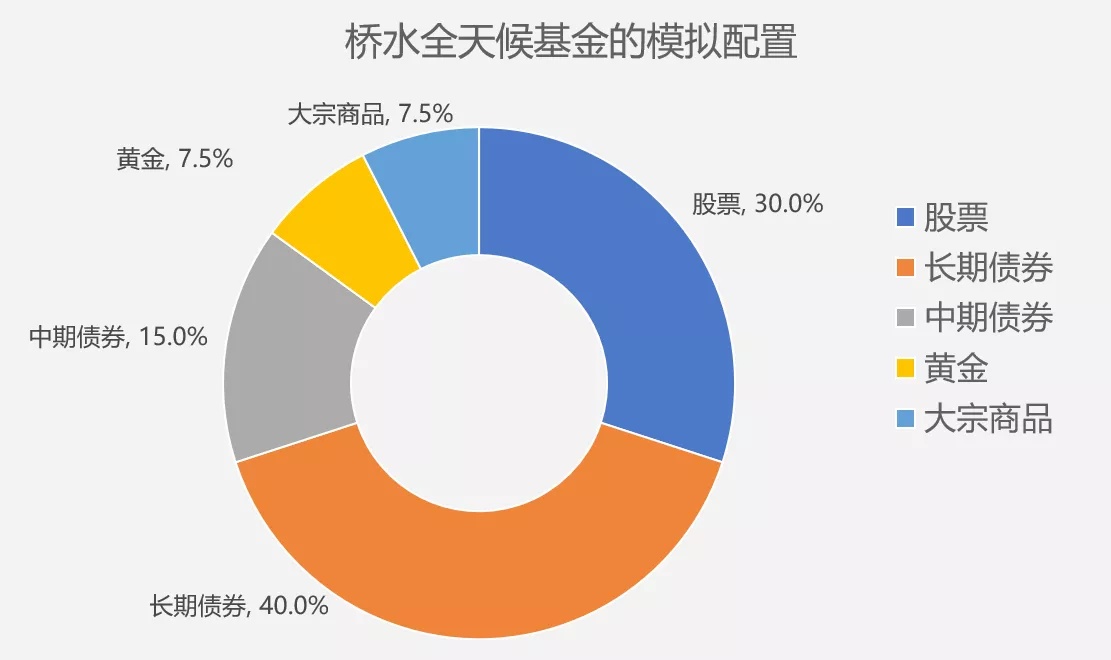 桥水全天候基金的模拟配置
大宗商品, 7.5%
黄金, 7.5%
股票, 30.0%
中期债券, 15.0%
长期债券, 40.0%
股票
长期债券
中期债券
黄金
大宗商品